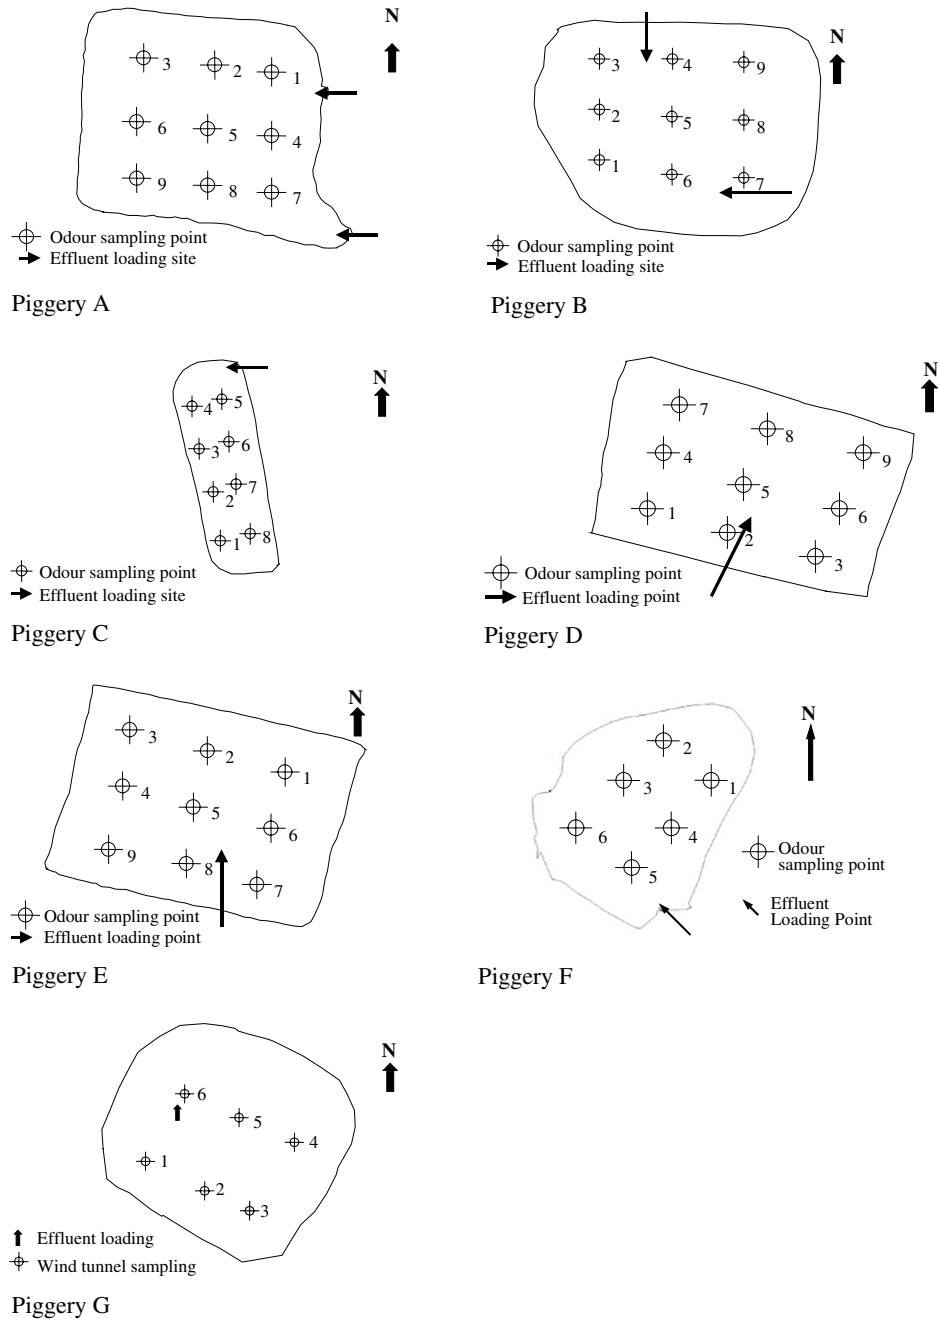 N
3 2 1
6 5 4
9 8 7
Odour sampling point
Effluent loading site
Piggery A
N
3 4 9
2 5 8
1 6 7
Odour sampling point
Effluent loading site
Piggery B
N
4 5
3 6
2 7
1 8
Odour sampling point
Effluent loading site
Piggery C
N
7 8 9
4 5 6
1 2 3
Odour sampling point
Effluent loading point
Piggery D
N
3 2 1
4 5 6
9 8 7
Odour sampling point
Effluent loading point
Piggery E
N
2
3 1
6 4
5
Odour
sampling point
Effluent
Loading Point
Piggery F
N
6
5
4
1
2
3
Effluent loading
Wind tunnel sampling
Piggery G